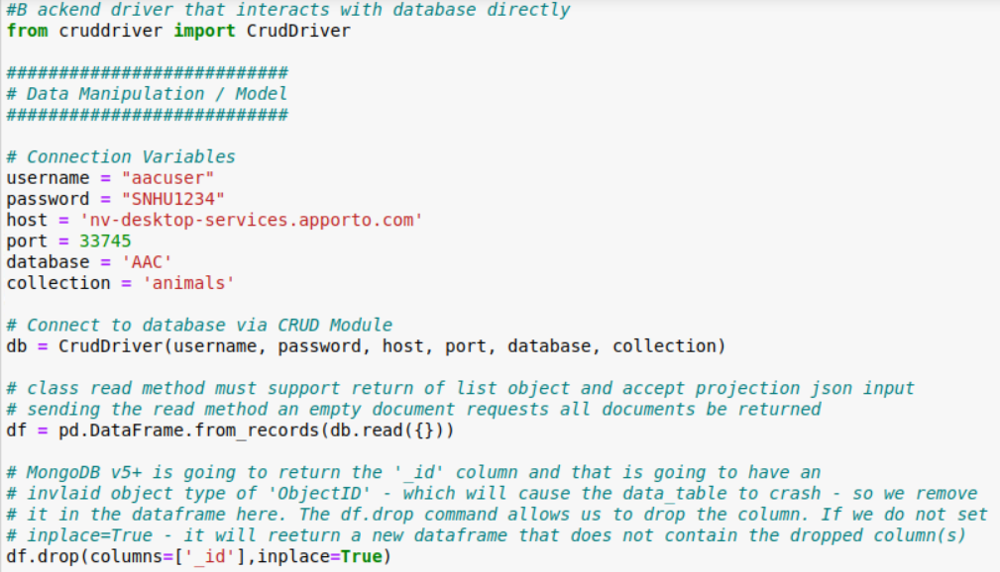 #B ackend driver that interacts with database directly
from cruddriver import CrudDriver
###########################
# Data Manipulation / Model
###########################
# Connection Variables
username = "aacuser"
password = "SNHU1234"
host = 'nv-desktop-services.apporto.com'
port = 33745
database = 'AAC'
collection = 'animals'
# Connect to database via CRUD Module
db = CrudDriver(username, password, host, port, database, collection)
# class read method must support return of list object and accept projection json input
# sending the read method an empty document requests all documents be returned
df = pd.DataFrame.from_records(db.read({}))
# MongoDB v5+ is going to return the '_id' column and that is going to have an
# invlaid object type of 'ObjectID' - which will cause the data_table to crash - so we remove
# it in the dataframe here. The df.drop command allows us to drop the column. If we do not set
# inplace=True - it will reeturn a new dataframe that does not contain the dropped column(s)
df.drop(columns=['_id'],inplace=True)